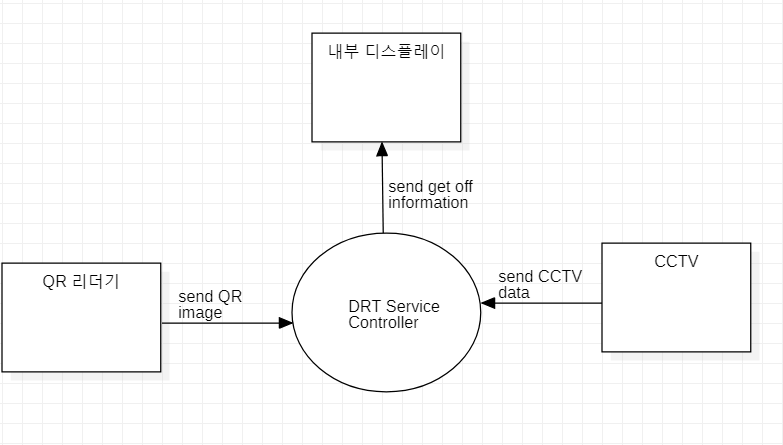 내부 디스플레이
send get off
information
QR 리더기
send QR
image
DRT Service
Controller
send CCTV
data
CCTV